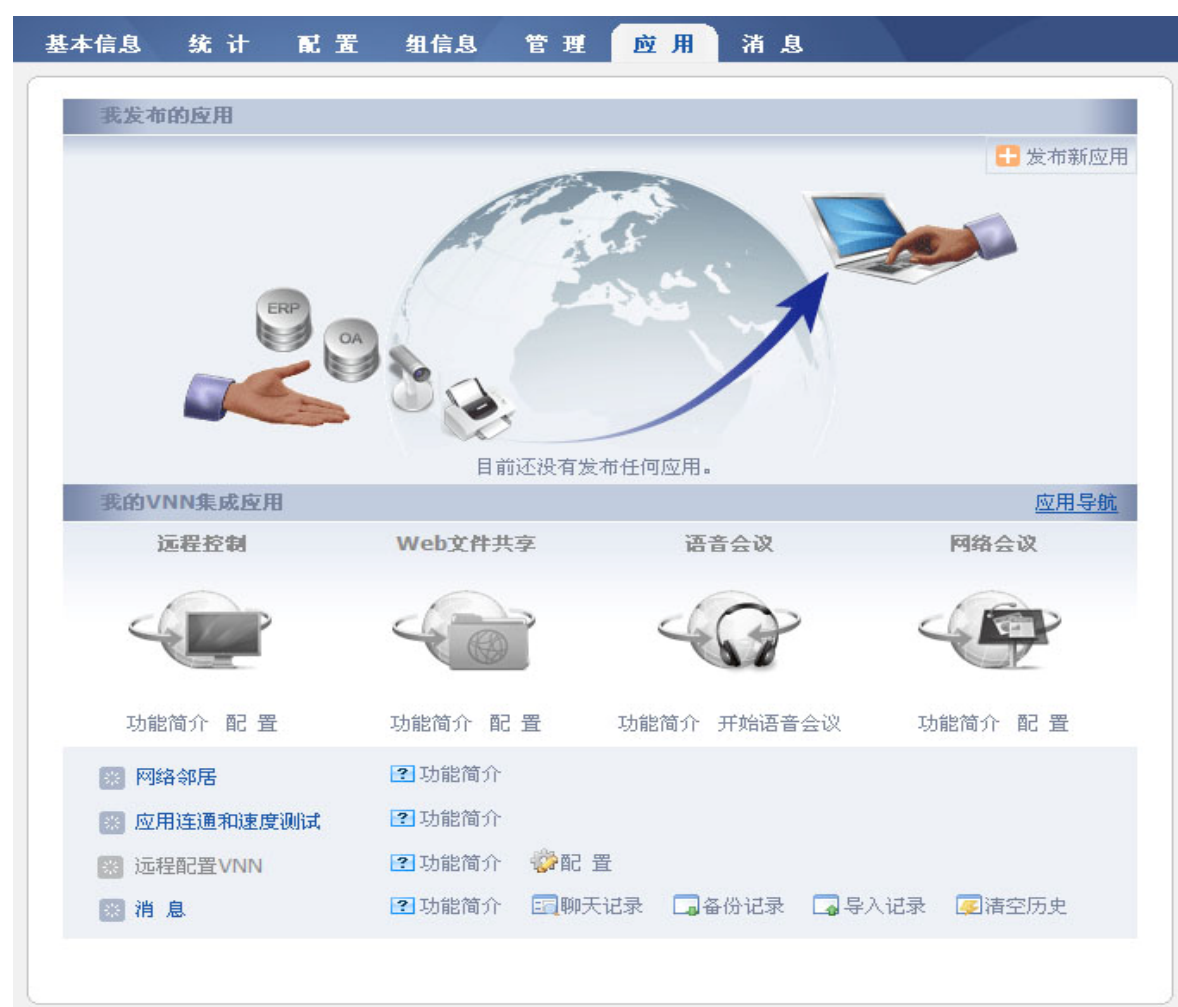 基本信息 统 计 配 置 组信息 管 理 应 用 消 息
我发布的应用
发布新应用
ERP
OA
目前还没有发布任何应用。
我的VNN集成应用 应用导航
远程控制 Web文件共享 语音会议 网络会议
功能简介 配 置 功能简介 配 置 功能简介 开始语音会议 功能简介 配 置
网络邻居 功能简介
应用连通和速度测试 功能简介
远程配置VNN 功能简介 配 置
消 息 功能简介 聊天记录 备份记录 导入记录 清空历史